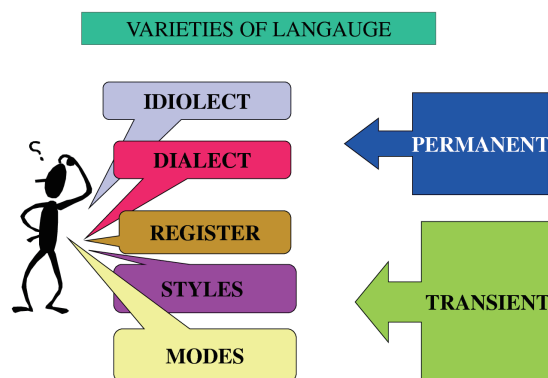 VARIETIES OF LANGAUGE
IDIOLECT
DIALECT
PERMANENT
REGISTER
STYLES
TRANSIENT
MODES
?